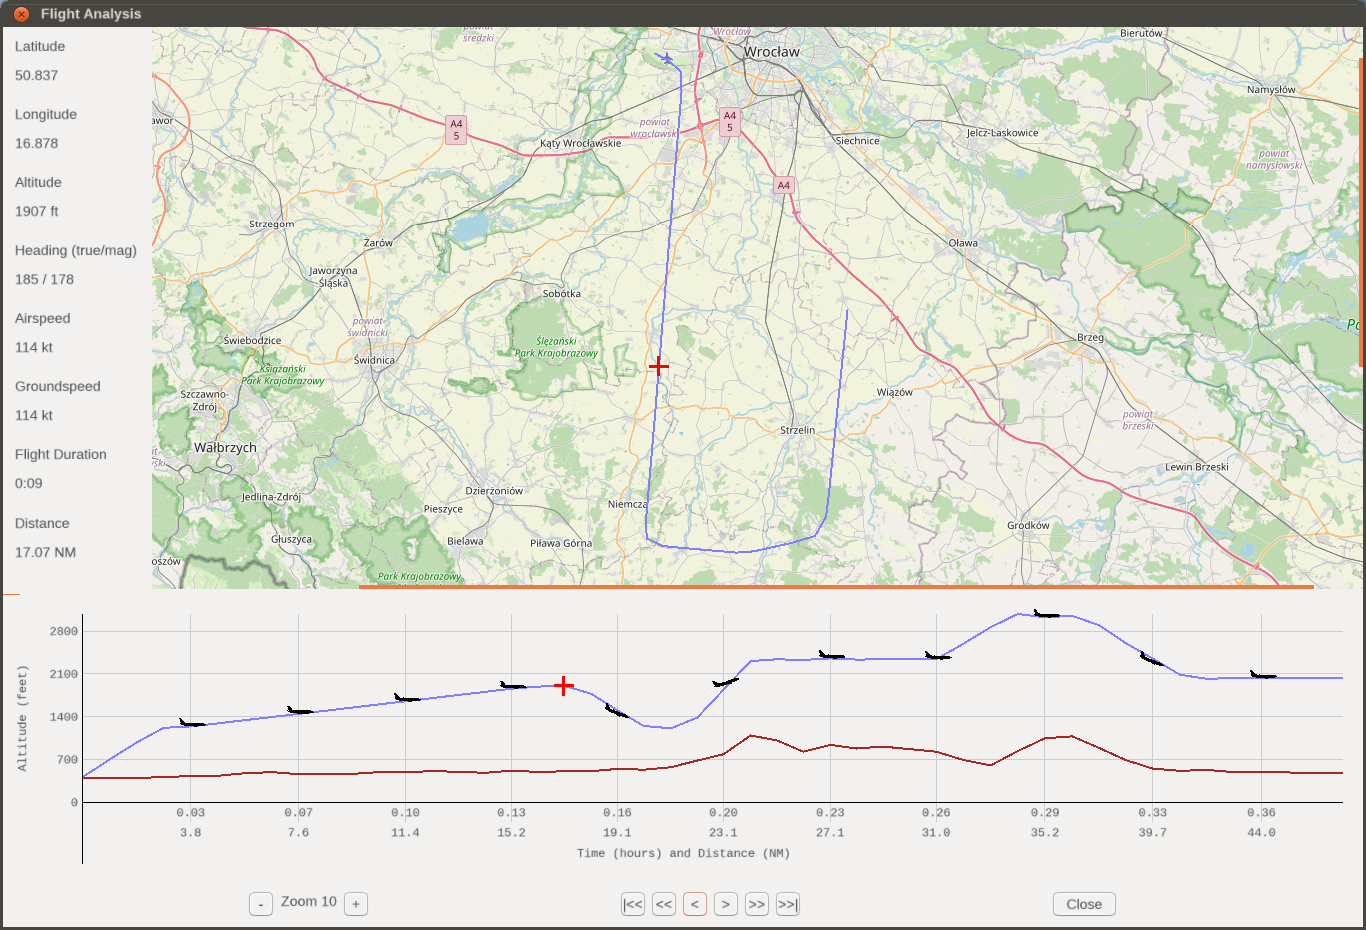 Flight Analysis
Latitude
50.837
Longitude
16.878
Altitude
1907 ft
Heading (true/mag)
185 / 178
Airspeed
114 kt
Groundspeed
114 kt
Flight Duration
0:09
Distance
17.07 NM
powiat
średzki
Wrocław
Wrocław
Bierutów
Namysłów
awor
A4
5
A4
5
powiat
wrocławsk
Kąty Wrocławskie
Siechnice
Jelcz-Laskowice
powiat
namysłowski
A4
Strzegom
Żarów
Oława
Jaworzyna
Śląska
Sobótka
powiat
świdnicki
Świebodzice
Świdnica
Ślężański
Park Krajobrazowy
Książański
Park Krajobrazowy
Brzeg
Szczawno-
Zdrój
Wiązów
powiat
brzeski
Wałbrzych
Strzelin
Lewin Brzeski
Dzierżoniów
Jedlina-Zdrój
Pieszyce
Niemcza
Grodków
Głuszyca
Bielawa
Piława Górna
oszów
Park Krajobrazowy
Altitude (feet)
2800
2100
1400
700
0
0.03 0.07 0.10 0.13 0.16 0.20 0.23 0.26 0.29 0.33 0.36
3.8 7.6 11.4 15.2 19.1 23.1 27.1 31.0 35.2 39.7 44.0
Time (hours) and Distance (NM)
- Zoom 10 + |<< << < > >> >>| Close